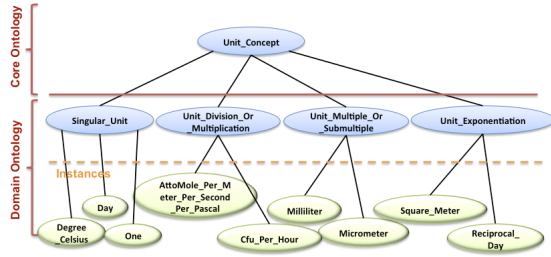 Core Ontology
Unit_Concept
Domain Ontology
Singular_Unit
Unit_Division_Or
_Multiplication
Unit_Multiple_Or
_Submultiple
Unit_Exponentiation
Instances
Degree
_Celsius
Day
One
AttoMole_Per_M
eter_Per_Second
_Per_Pascal
Cfu_Per_Hour
Milliliter
Micrometer
Square_Meter
Reciprocal_
Day